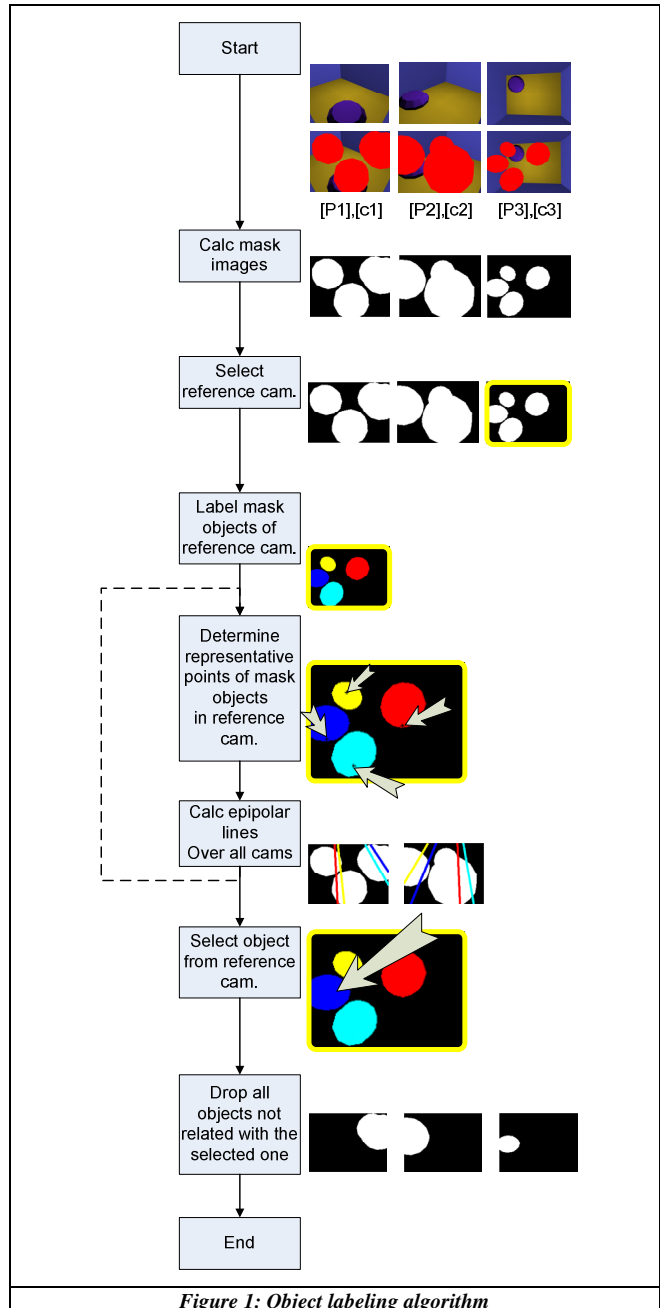 Start
[P1],[c1] [P2],[c2] [P3],[c3]
Calc mask
images
Select
reference cam.
Label mask
objects of
reference cam.
Determine
representative
points of mask
objects
in reference
cam.
Calc epipolar
lines
Over all cams
Select object
from reference
cam.
Drop all
objects not
related with the
selected one
End
Figure 1: Object labeling algorithm